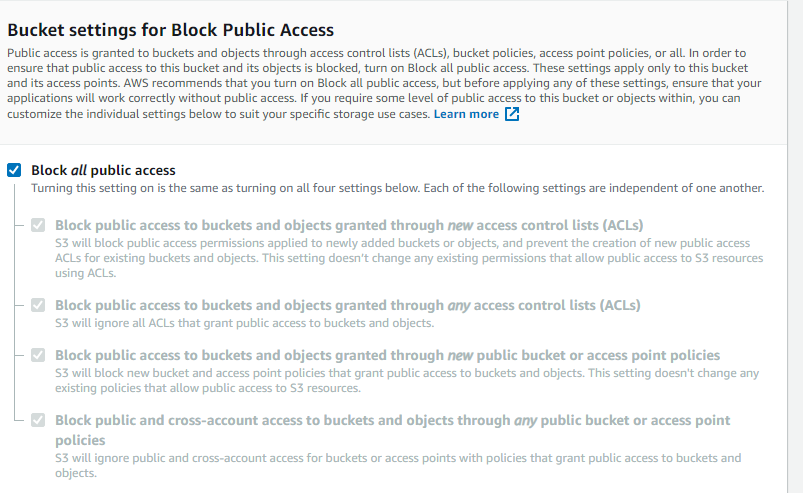 Bucket settings for Block Public Access
Public access is granted to buckets and objects through access control lists (ACLs), bucket policies, access point policies, or all. In order to
ensure that public access to this bucket and its objects is blocked, turn on Block all public access. These settings apply only to this bucket
and its access points. AWS recommends that you turn on Block all public access, but before applying any of these settings, ensure that your
applications will work correctly without public access. If you require some level of public access to this bucket or objects within, you can
customize the individual settings below to suit your specific storage use cases. Learn more
Block all public access
Turning this setting on is the same as turning on all four settings below. Each of the following settings are independent of one another.
Block public access to buckets and objects granted through new access control lists (ACLs)
S3 will block public access permissions applied to newly added buckets or objects, and prevent the creation of new public access
ACLs for existing buckets and objects. This setting doesn't change any existing permissions that allow public access to S3 resources
using ACLs.
Block public access to buckets and objects granted through any access control lists (ACLs)
S3 will ignore all ACLs that grant public access to buckets and objects.
Block public access to buckets and objects granted through new public bucket or access point policies
S3 will block new bucket and access point policies that grant public access to buckets and objects. This setting doesn't change any
existing policies that allow public access to S3 resources.
Block public and cross-account access to buckets and objects through any public bucket or access point
policies
S3 will ignore public and cross-account access for buckets or access points with policies that grant public access to buckets and
objects.